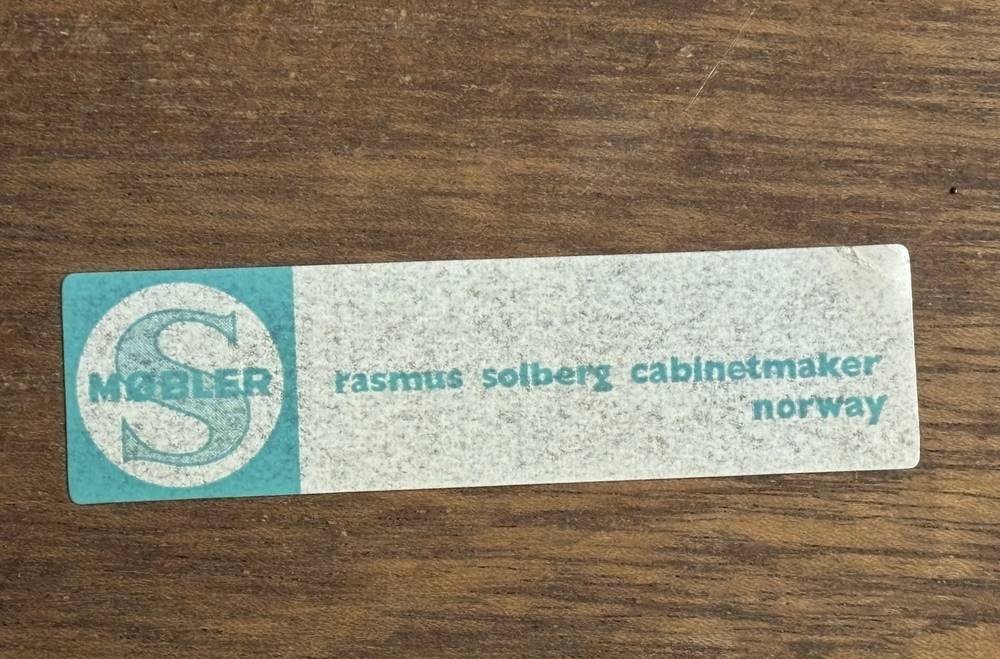 S
MØBLER
rasmus solberg cabinetmaker
norway